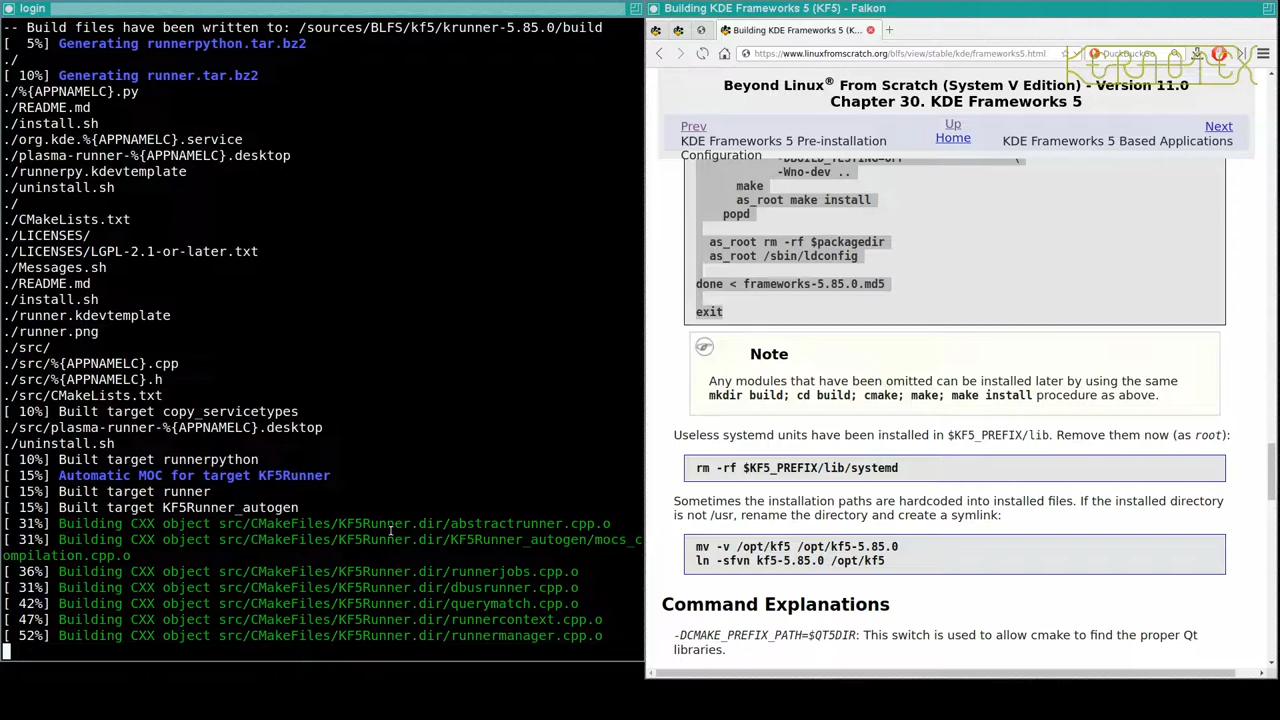 login
-- Build files have been written to: /sources/BLFS/kf5/krunner-5.85.0/build
[  5%] Generating runnerpython.tar.bz2
./
[ 10%] Generating runner.tar.bz2
./%{APPNAMELC}.py
./README.md
./install.sh
./org.kde.%{APPNAMELC}.service
./plasma-runner-%{APPNAMELC}.desktop
./runnerpy.kdevtemplate
./uninstall.sh
./
./CMakeLists.txt
./LICENSES/
./LICENSES/LGPL-2.1-or-later.txt
./Messages.sh
./README.md
./install.sh
./runner.kdevtemplate
./runner.png
./src/
./src/%{APPNAMELC}.cpp
./src/%{APPNAMELC}.h
./src/CMakeLists.txt
[ 10%] Built target copy_servicetypes
./src/plasma-runner-%{APPNAMELC}.desktop
./uninstall.sh
[ 10%] Built target runnerpython
[ 15%] Automatic MOC for target KF5Runner
[ 15%] Built target runner
[ 15%] Built target KF5Runner_autogen
[ 31%] Building CXX object src/CMakeFiles/KF5Runner.dir/abstractrunner.cpp.o
[ 31%] Building CXX object src/CMakeFiles/KF5Runner.dir/KF5Runner_autogen/mocs_c
ompilation.cpp.o
[ 36%] Building CXX object src/CMakeFiles/KF5Runner.dir/runnerjobs.cpp.o
[ 31%] Building CXX object src/CMakeFiles/KF5Runner.dir/dbusrunner.cpp.o
[ 42%] Building CXX object src/CMakeFiles/KF5Runner.dir/querymatch.cpp.o
[ 47%] Building CXX object src/CMakeFiles/KF5Runner.dir/runnercontext.cpp.o
[ 52%] Building CXX object src/CMakeFiles/KF5Runner.dir/runnermanager.cpp.o
Building KDE Frameworks 5 (KF5) - Falkon
Building KDE Frameworks 5 (K...
https://www.linuxfromscratch.org/blfs/view/stable/kde/frameworks5.html
DuckDuckGo
Beyond Linux® From Scratch (System V Edition) - Version 11.0
Chapter 30. KDE Frameworks 5
Prev
KDE Frameworks 5 Pre-installation Configuration
Up
Home
Next
KDE Frameworks 5 Based Applications
-DBUILD_TESTING=OFF \
-Wno-dev ..
make
as_root make install
popd
as_root rm -rf $packagedir
as_root /sbin/ldconfig
done < frameworks-5.85.0.md5
exit
Note
Any modules that have been omitted can be installed later by using the same
mkdir build; cd build; cmake; make; make install procedure as above.
Useless systemd units have been installed in $KF5_PREFIX/lib. Remove them now (as root):
rm -rf $KF5_PREFIX/lib/systemd
Sometimes the installation paths are hardcoded into installed files. If the installed directory
is not /usr, rename the directory and create a symlink:
mv -v /opt/kf5 /opt/kf5-5.85.0
ln -sfvn kf5-5.85.0 /opt/kf5
Command Explanations
-DCMAKE_PREFIX_PATH=$QT5DIR: This switch is used to allow cmake to find the proper Qt
libraries.